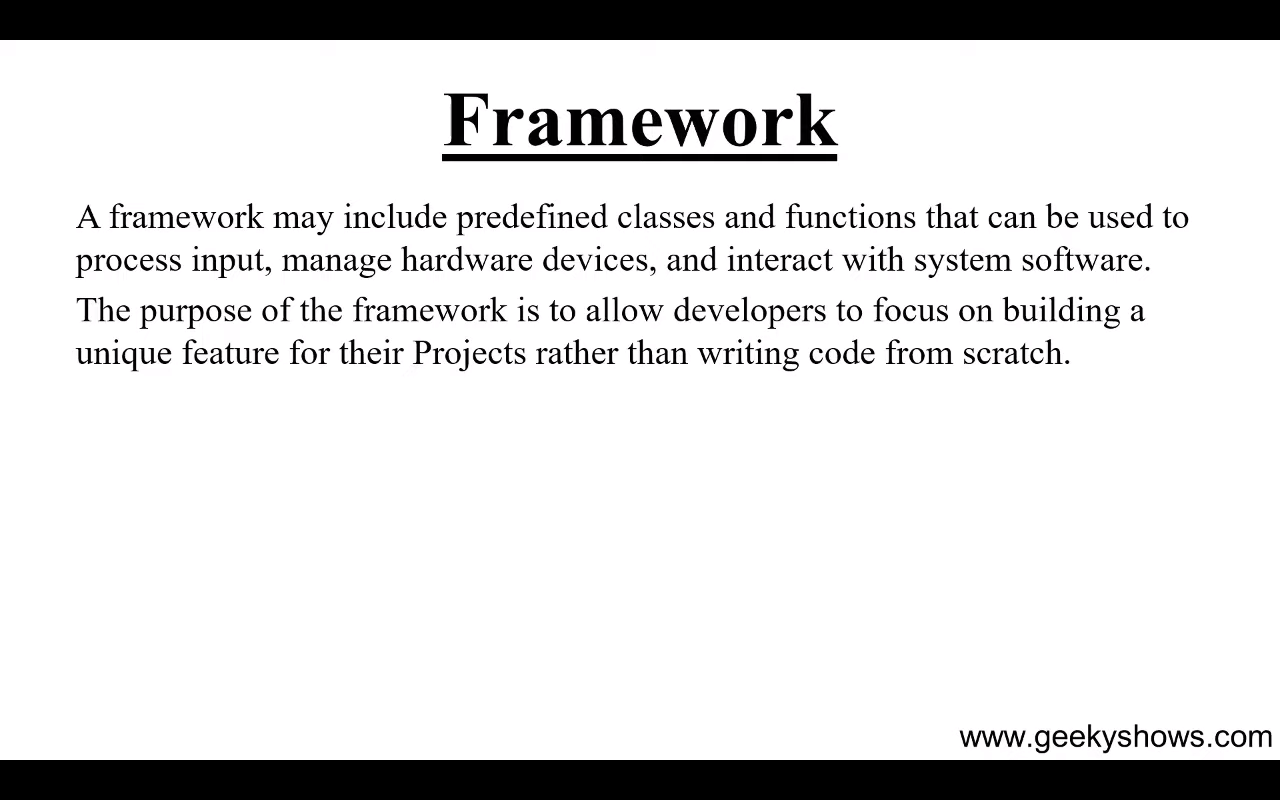 Framework
A framework may include predefined classes and functions that can be used to
process input, manage hardware devices, and interact with system software.
The purpose of the framework is to allow developers to focus on building a
unique feature for their Projects rather than writing code from scratch.
www.geekyshows.com